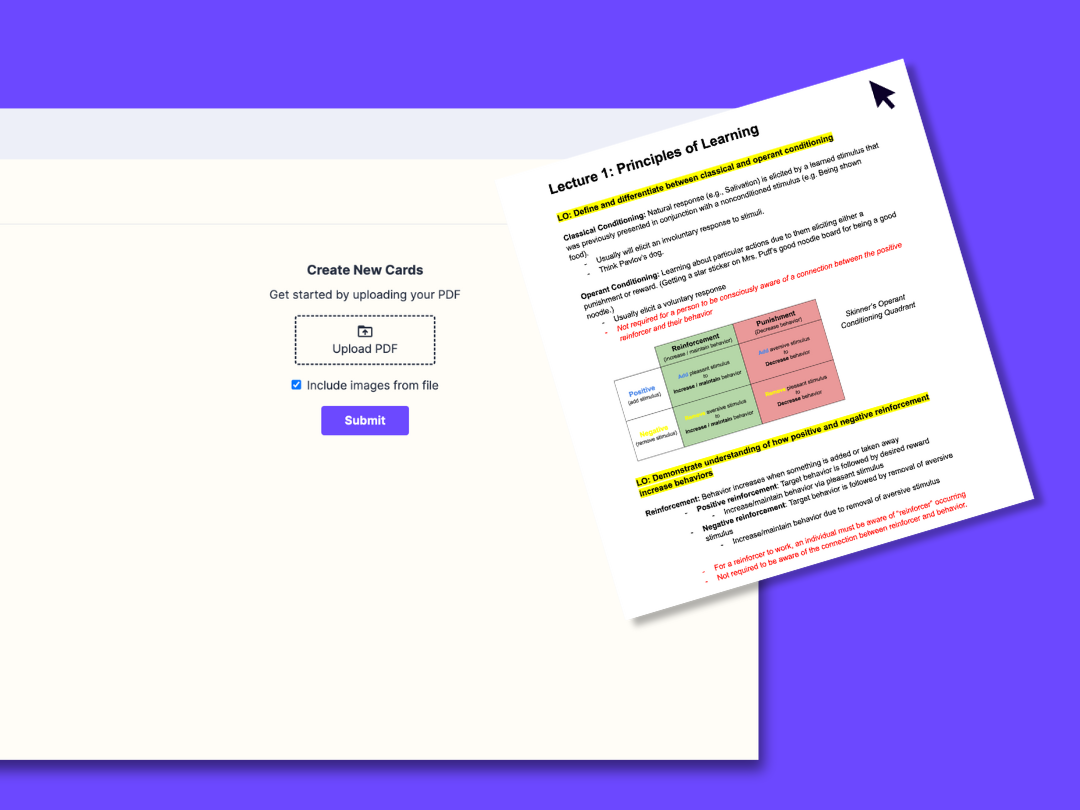 Create New Cards
Get started by uploading your PDF
Upload PDF
Include images from file
Submit
Lecture 1: Principles of Learning
LO: Define and differentiate between classical and operant conditioning
Classical Conditioning: Natural response (e.g., Salivation) is elicited by a learned stimulus that
was previously presented in conjunction with a nonconditioned stimulus (e.g. Being shown
food).
- Usually will elicit an involuntary response to stimuli.
- Think Pavlov's dog.
Operant Conditioning: Learning about particular actions due to them eliciting either a
punishment or reward. (Getting a star sticker on Mrs. Puff's good noodle board for being a good
noodle.)
- Usually elicit a voluntary response
- Not required for a person to be consciously aware of a connection between the positive
reinforcer and their behavior
Reinforcement
(increase / maintain behavior)
Punishment
(Decrease behavior)
Positive
(add stimulus)
Add pleasant stimulus
to
Increase / maintain behavior
Add aversive stimulus
to
Decrease behavior
Negative
(remove stimulus)
Remove aversive stimulus
to
Increase / maintain behavior
Remove pleasant stimulus
to
Decrease behavior
Skinner's Operant
Conditioning Quadrant
LO: Demonstrate understanding of how positive and negative reinforcement
increase behaviors
Reinforcement: Behavior increases when something is added or taken away
- Positive reinforcement: Target behavior is followed by desired reward
- Increase/maintain behavior via pleasant stimulus
- Negative reinforcement: Target behavior is followed by removal of aversive
stimulus
- Increase/maintain behavior due to removal of aversive stimulus
- For a reinforcer to work, an individual must be aware of "reinforcer" occurring
- Not required to be aware of the connection between reinforcer and behavior,